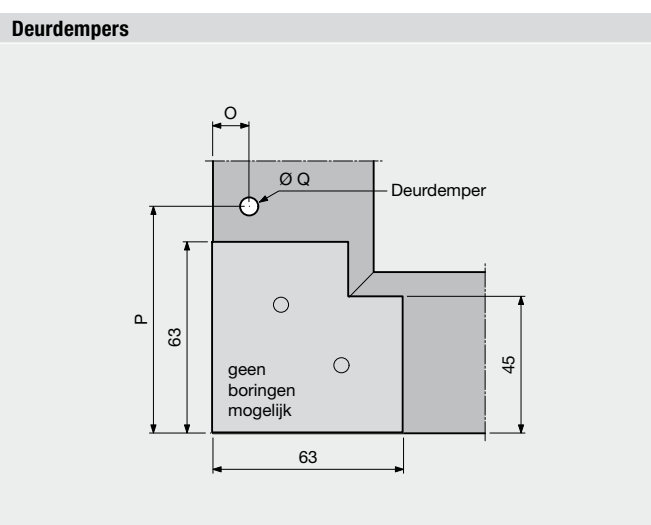 Deurdempers
O
Ø Q
Deurdemper
P
63
45
geen
boringen
mogelijk
63